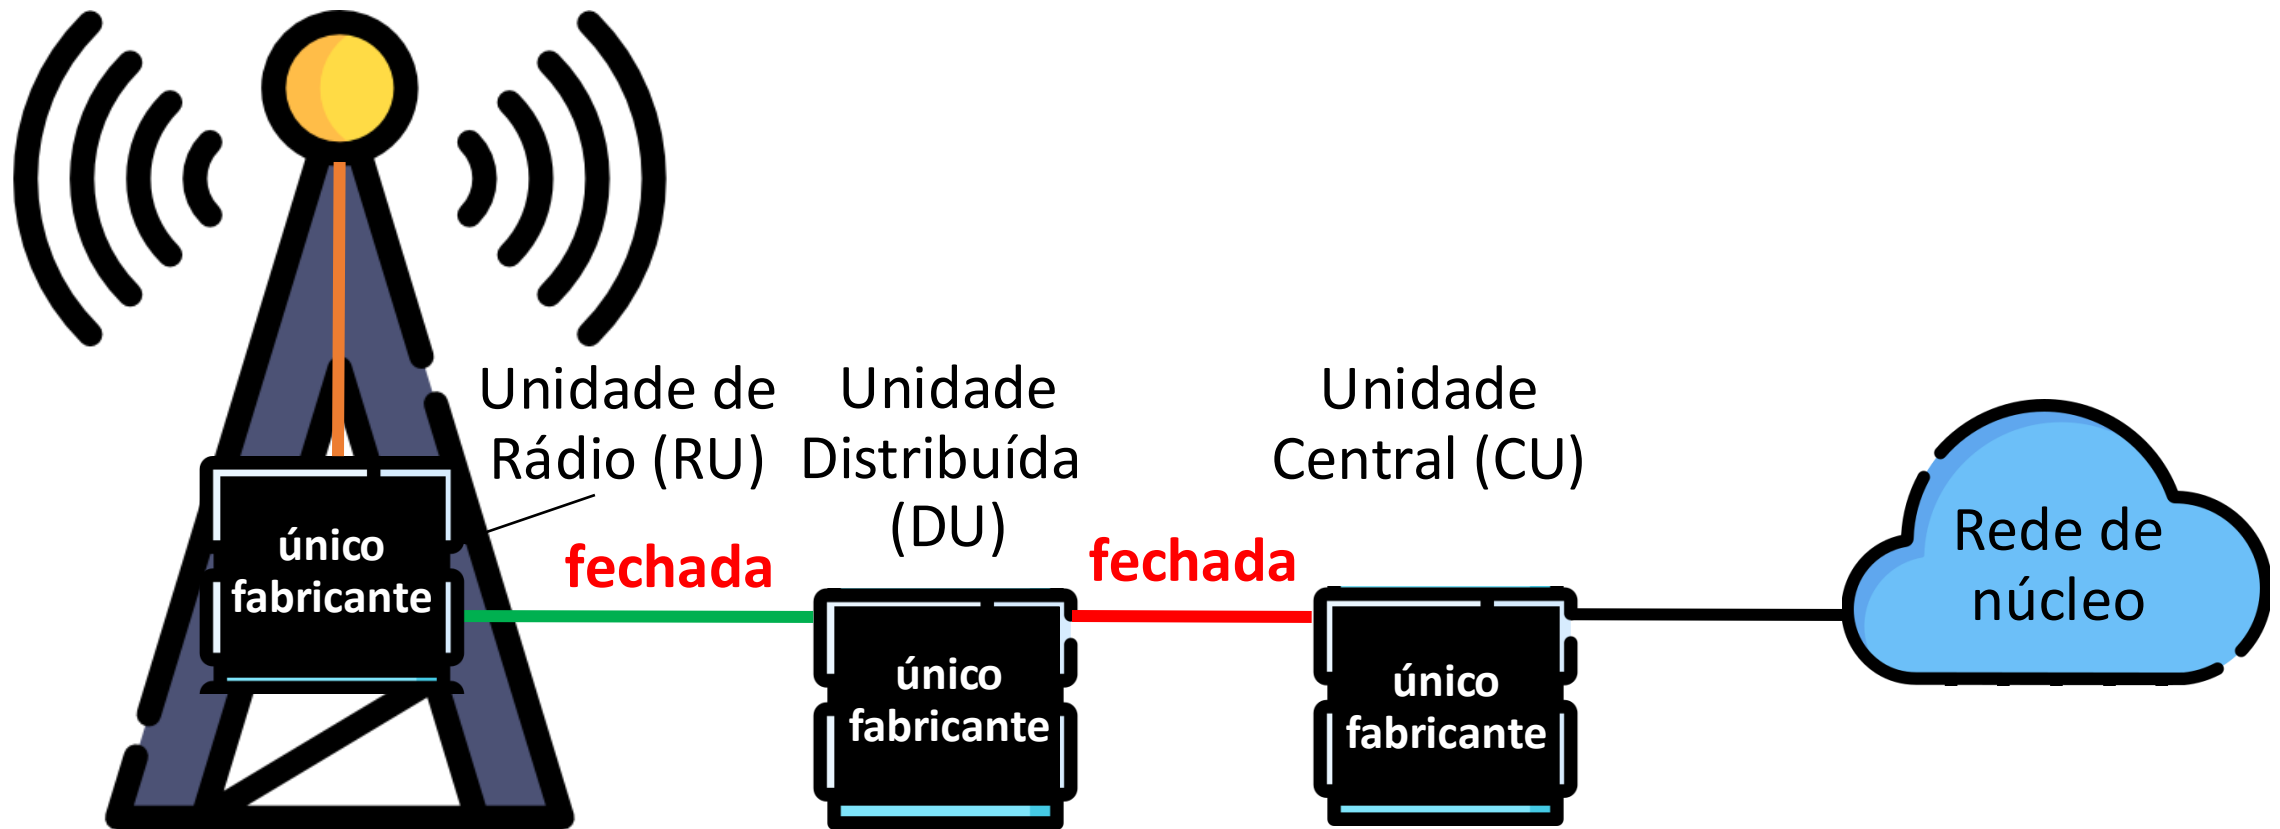 Unidade de
Rádio (RU)
Unidade
Distribuída
(DU)
Unidade
Central (CU)
fechada
fechada
único
fabricante
único
fabricante
único
fabricante
Rede de
núcleo